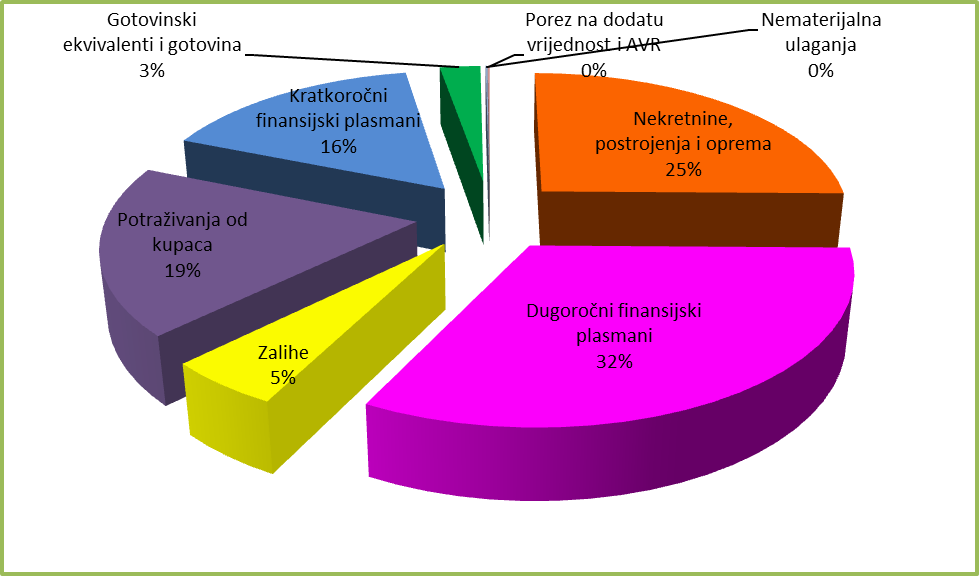 Gotovinski
ekvivalenti i gotovina
3%
Porez na dodatu
vrijednost i AVR
0%
Nematerijalna
ulaganja
0%
Kratkoročni
finansijski plasmani
16%
Nekretnine,
postrojenja i oprema
25%
Potraživanja od
kupaca
19%
Dugoročni finansijski
plasmani
32%
Zalihe
5%